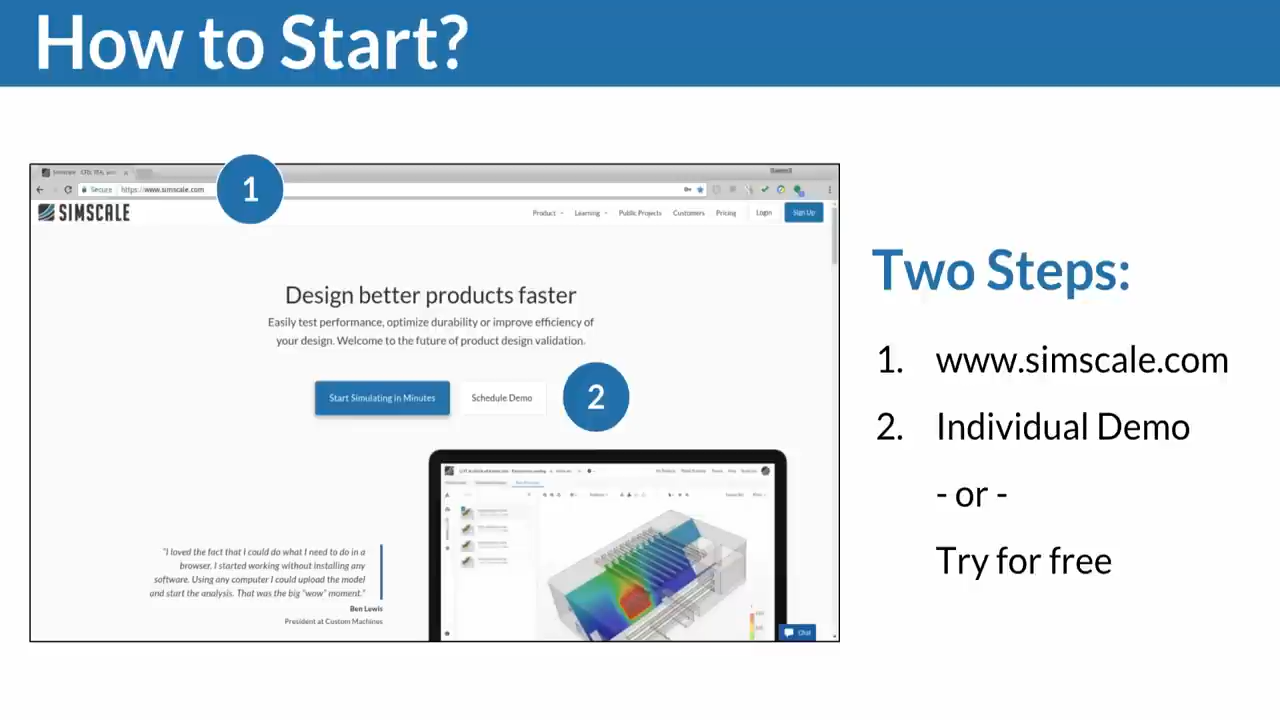 How to Start?
1
Secure https://www.simscale.com
SIMSCALE
Product Learning Public Projects Customers Pricing Login Sign Up
Design better products faster
Easily test performance, optimize durability or improve efficiency of
your design. Welcome to the future of product design validation.
Start Simulating in Minutes
Schedule Demo
2
"I loved the fact that I could do what I need to do in a
browser. I started working without installing any
software. Using any computer I could upload the model
and start the analysis. That was the big "wow" moment."
Ben Lewis
President at Custom Machines
Chat
Two Steps:
1. www.simscale.com
2. Individual Demo
- or -
Try for free